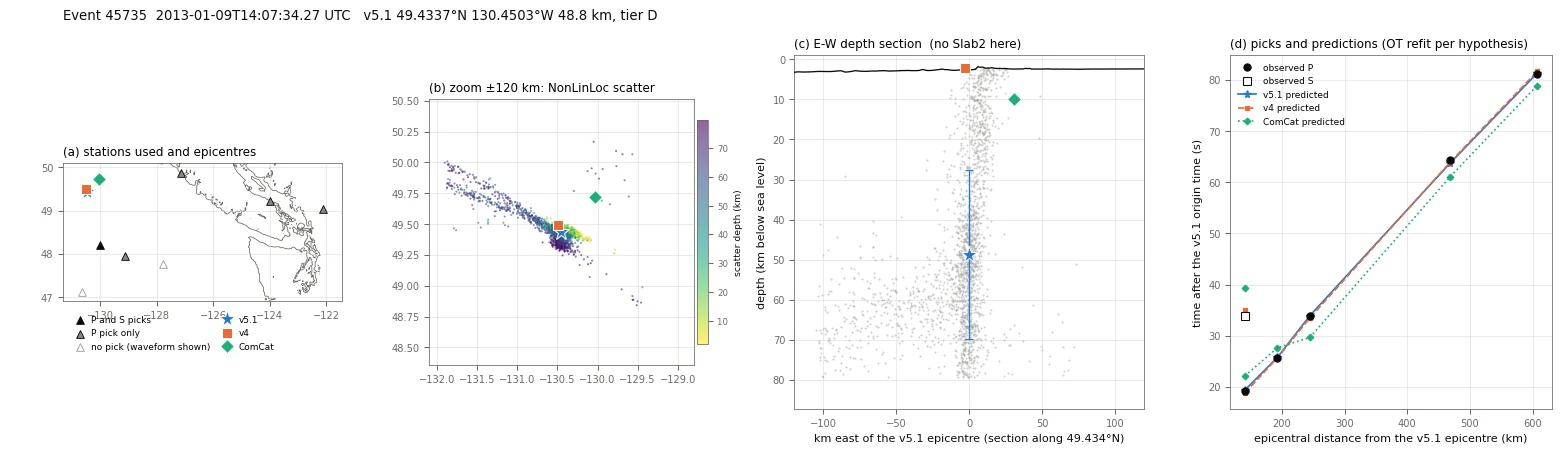 Event 45735  2013-01-09T14:07:34.27 UTC   v5.1 49.4337°N 130.4503°W 48.8 km, tier D
(a) stations used and epicentres
50
49
48
47
−130
−128
−126
−124
−122
P and S picks
P pick only
no pick (waveform shown)
v5.1
v4
ComCat
(b) zoom ±120 km: NonLinLoc scatter
50.50
50.25
50.00
49.75
49.50
49.25
49.00
48.75
48.50
−132.0
−131.5
−131.0
−130.5
−130.0
−129.5
−129.0
70
60
50
40
30
20
10
scatter depth (km)
(c) E-W depth section  (no Slab2 here)
0
10
20
30
40
50
60
70
80
depth (km below sea level)
−100
−50
0
50
100
km east of the v5.1 epicentre (section along 49.434°N)
(d) picks and predictions (OT refit per hypothesis)
observed P
observed S
v5.1 predicted
v4 predicted
ComCat predicted
80
70
60
50
40
30
20
time after the v5.1 origin time (s)
200
300
400
500
600
epicentral distance from the v5.1 epicentre (km)